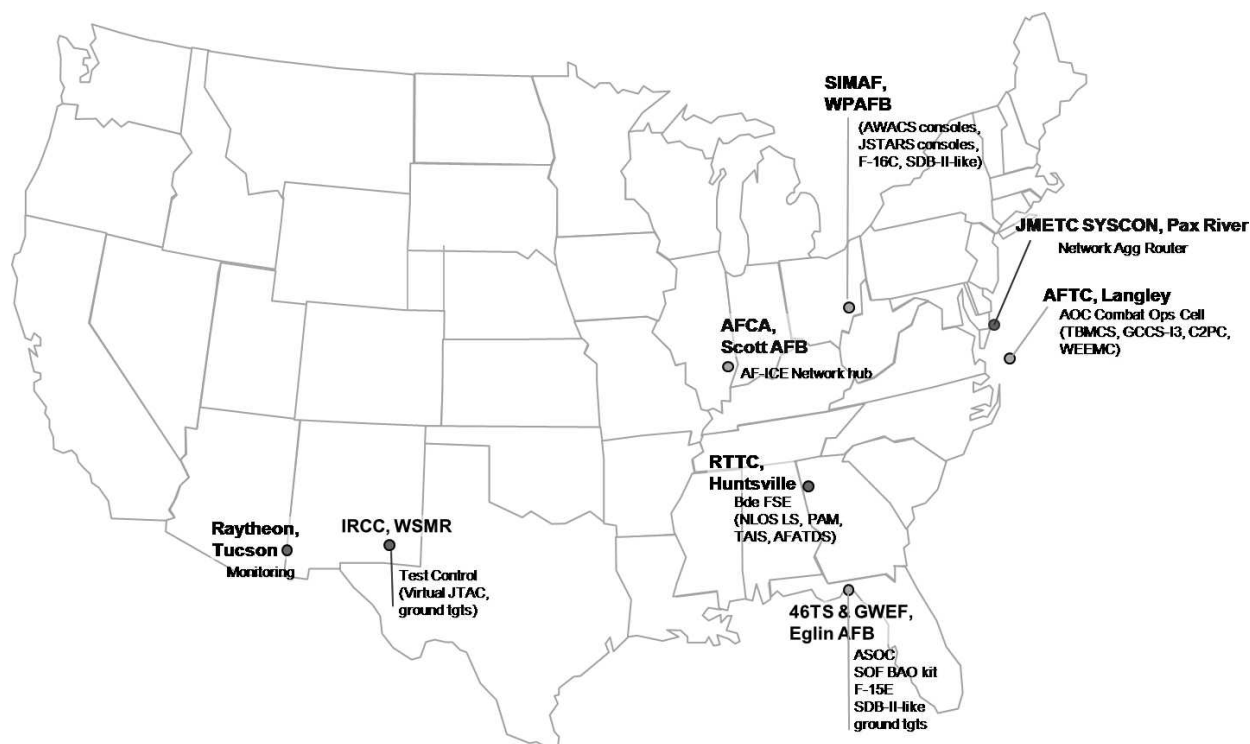 SIMAF,
WPAFB
(AWACS consoles,
JSTARS consoles,
F-16C, SDB-II-like)
JMETC SYSCON, Pax River
Network Agg Router
AFTC, Langley
AOC Combat Ops Cell
(TBMCS, GCCS-I3, C2PC,
WEEMC)
AFCA,
Scott AFB
AF-ICE Network hub
RTTC,
Huntsville
Bde FSE
(NLOS LS, PAM,
TAIS, AFATDS)
Raytheon,
Tucson
Monitoring
IRCC, WSMR
Test Control
(Virtual JTAC,
ground tgts)
46TS & GWEF,
Eglin AFB
ASOC
SOF BAO kit
F-15E
SDB-II-like
ground tgts